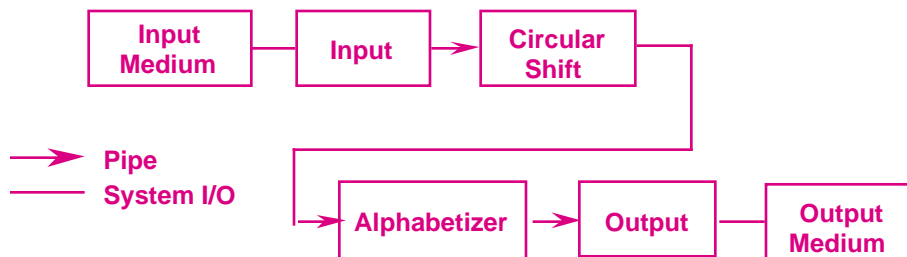 Input
Medium
Input
Circular
Shift
Pipe
System I/O
Alphabetizer
Output
Output
Medium